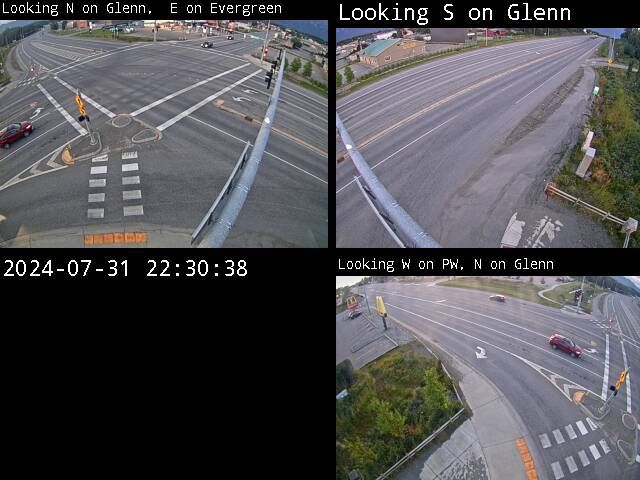 Looking N on Glenn,  E on Evergreen
Looking S on Glenn
2024-07-31 22:30:38
Looking W on PW, N on Glenn